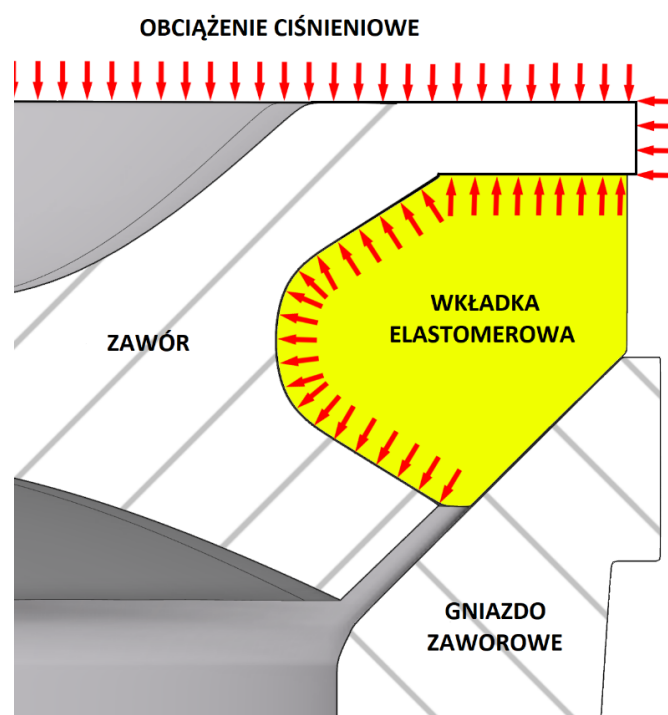 OBCIĄŻENIE CIŚNIENIOWE
WKŁADKA
ELASTOMEROWA
ZAWÓR
GNIAZDO
ZAWOROWE